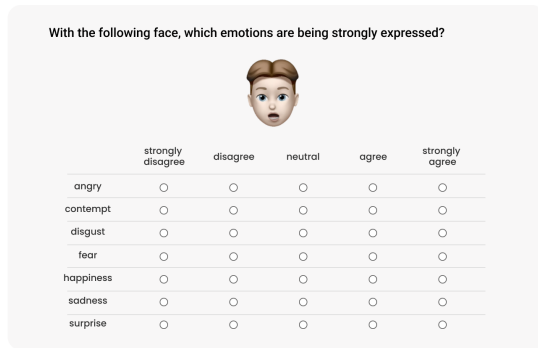 With the following face, which emotions are being strongly expressed?
strongly disagree disagree neutral agree strongly agree
angry
contempt
disgust
fear
happiness
sadness
surprise